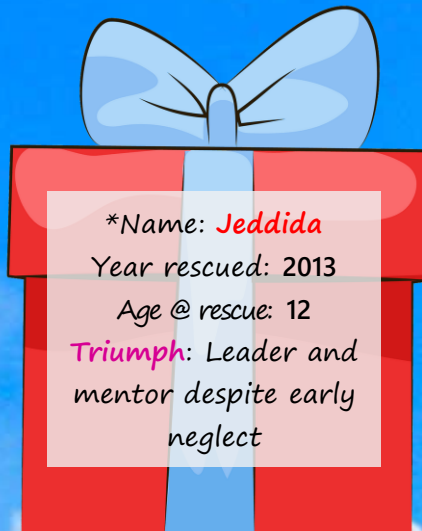 *Name: Jeddida
Year rescued: 2013
Age @ rescue: 12
Triumph: Leader and
mentor despite early
neglect